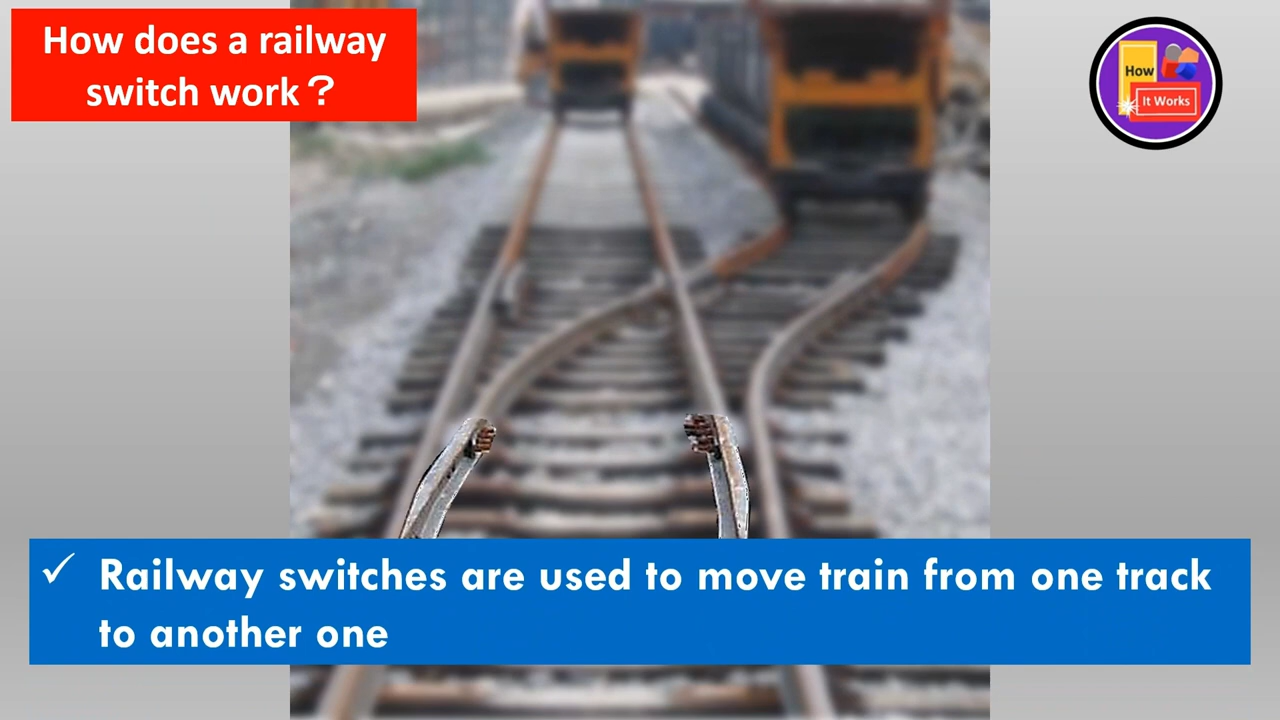 How does a railway
switch work？
How
It Works
✓ Railway switches are used to move train from one track
to another one